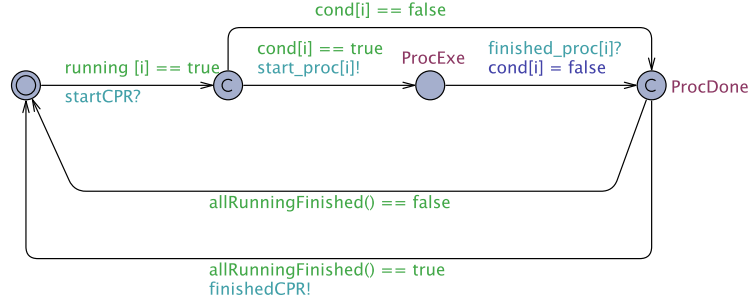 cond[i] == false
running [i] == true
startCPR?
C
cond[i] == true
start_proc[i]!
ProcExe
finished_proc[i]?
cond[i] = false
C
ProcDone
allRunningFinished() == false
allRunningFinished() == true
finishedCPR!